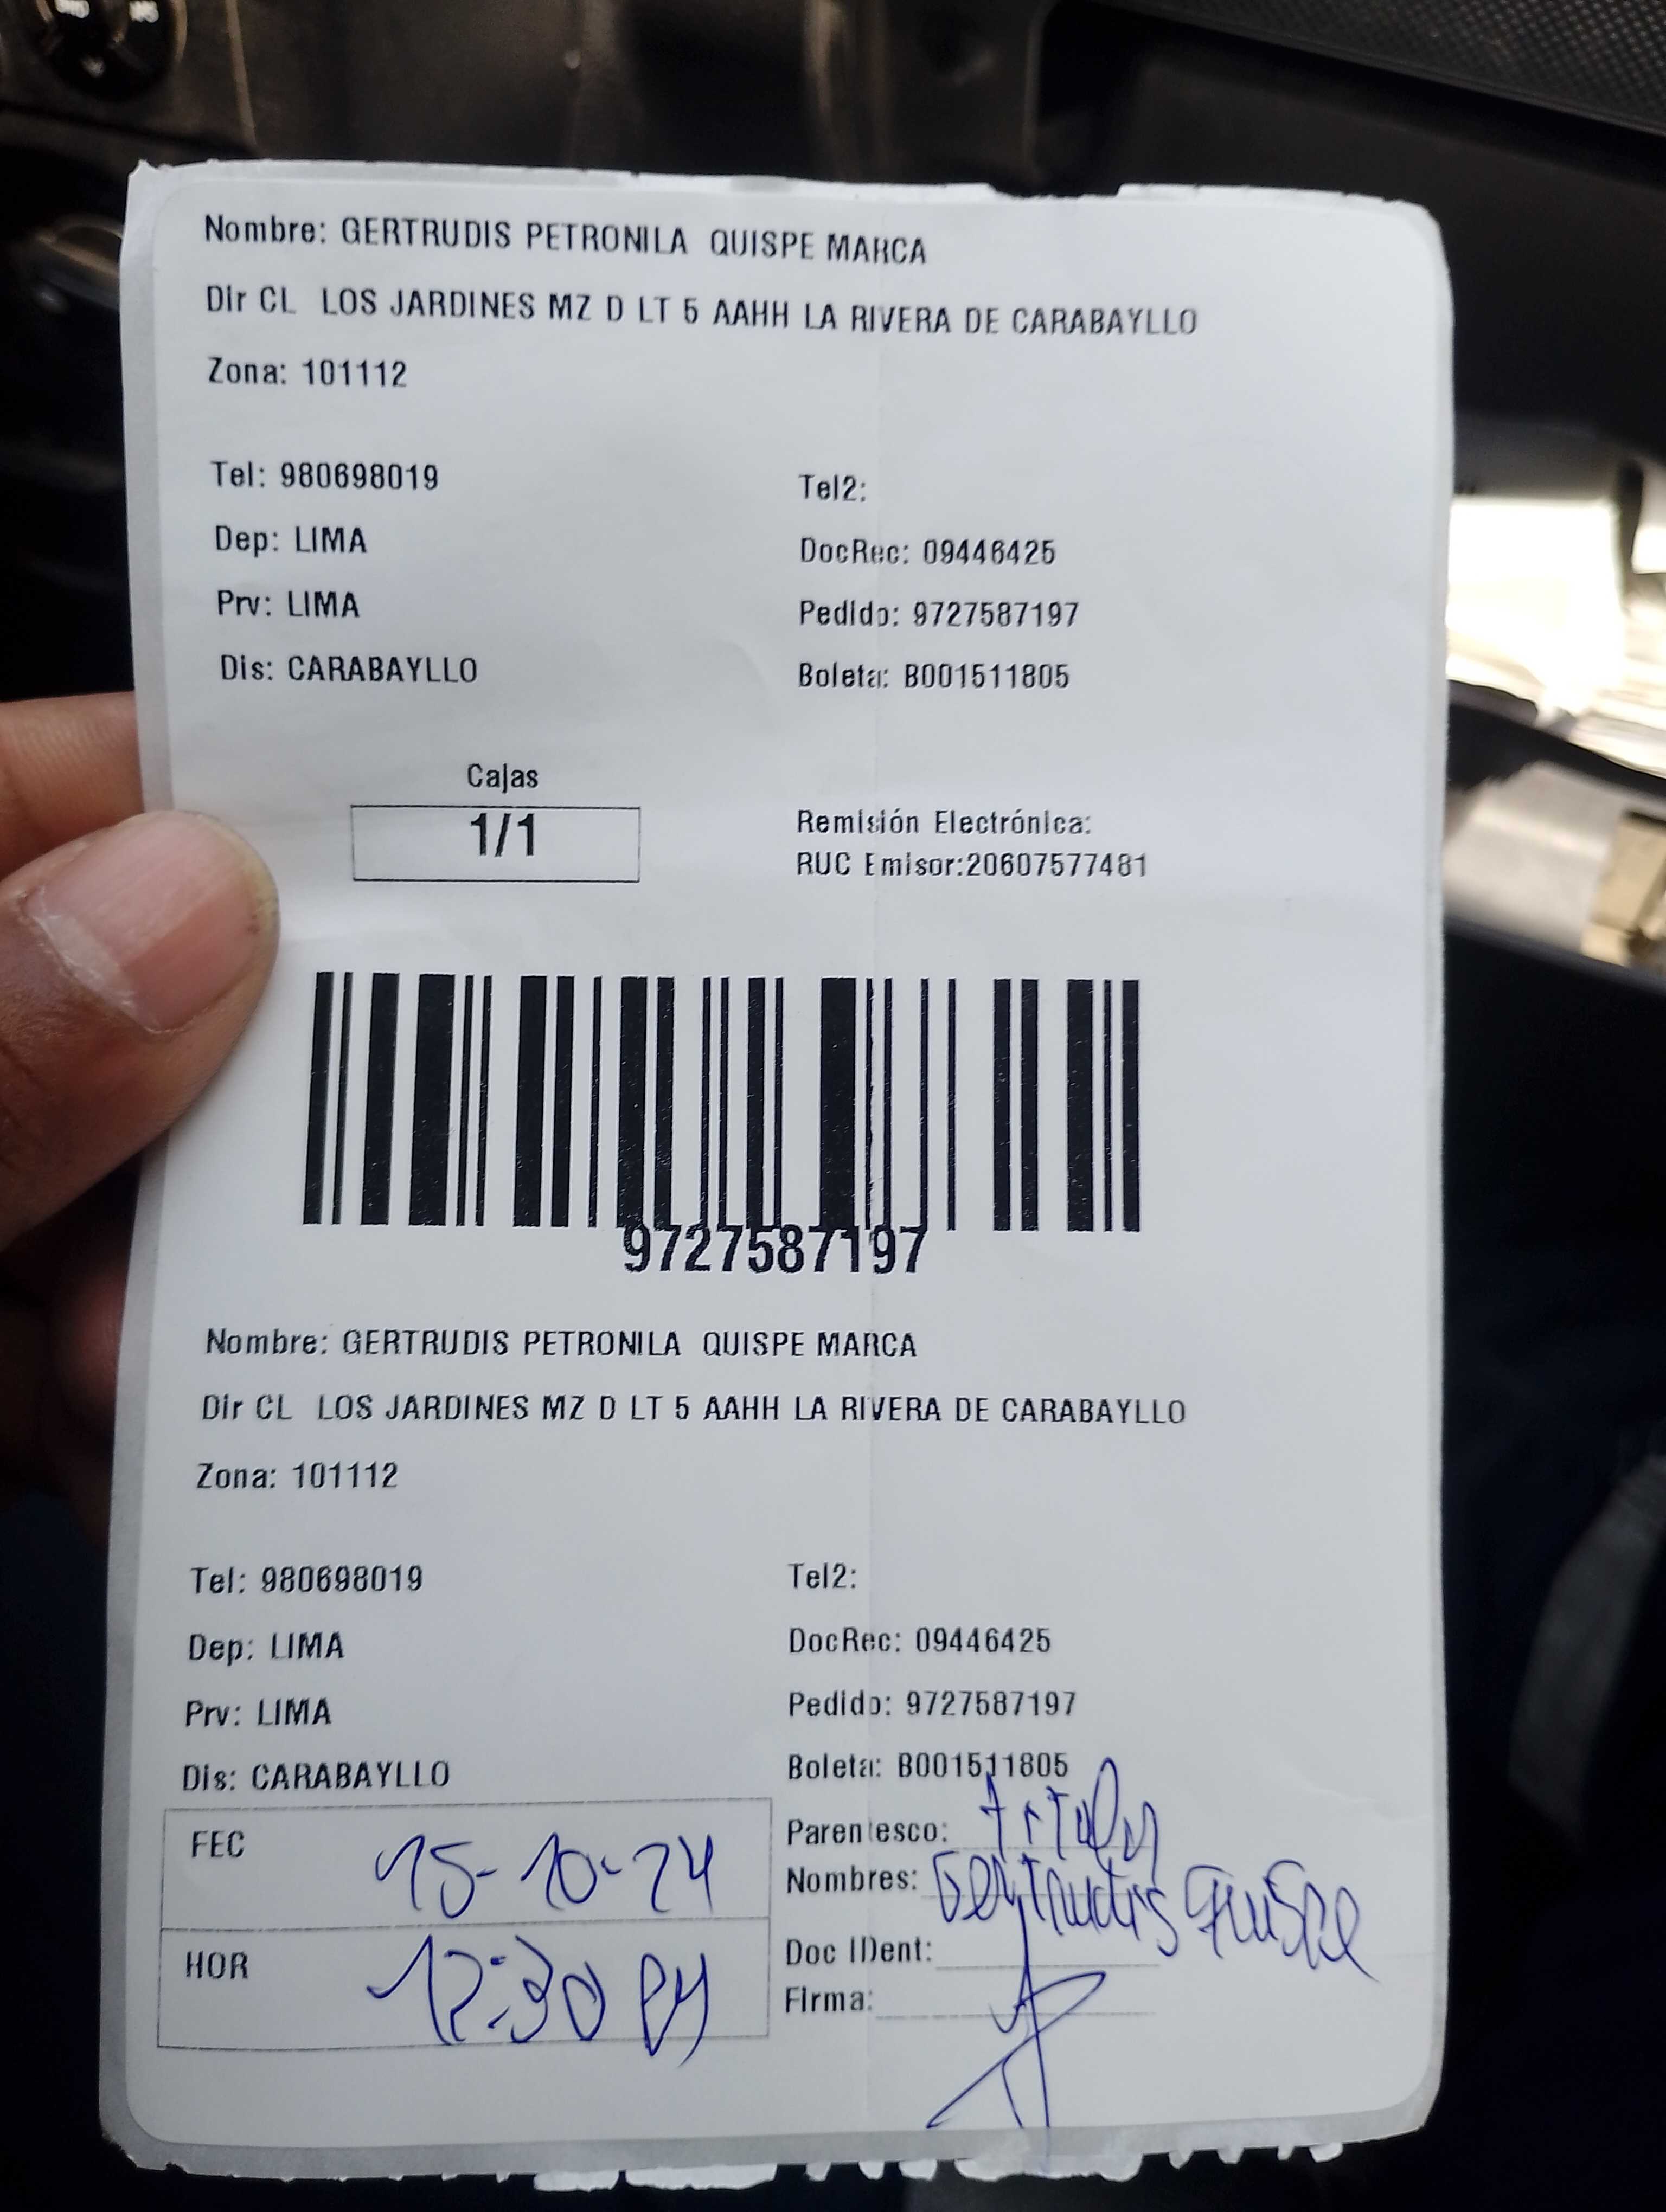 Nombre: GERTRUDIS PETRONILA QUISPE MARCA
Dir CL LOS JARDINES MZ D LT 5 AAHH LA RIVERA DE CARABAYLLO
Zona: 101112
Tel: 980698019 Tel2:
Dep: LIMA DocRec: 09446425
Prv: LIMA Pedido: 9727587197
Dis: CARABAYLLO Boleta: B001511805
Cajas
1/1
Remisión Electrónica:
RUC Emisor:20607577481
9727587197
Nombre: GERTRUDIS PETRONILA QUISPE MARCA
Dir CL LOS JARDINES MZ D LT 5 AAHH LA RIVERA DE CARABAYLLO
Zona: 101112
Tel: 980698019 Tel2:
Dep: LIMA DocRec: 09446425
Prv: LIMA Pedido: 9727587197
Dis: CARABAYLLO Boleta: B001511805
FEC 15-10-24
HOR 12:30
Parentesco:
Nombres: Gertrudis Quispe
Doc IDent:
Firma: